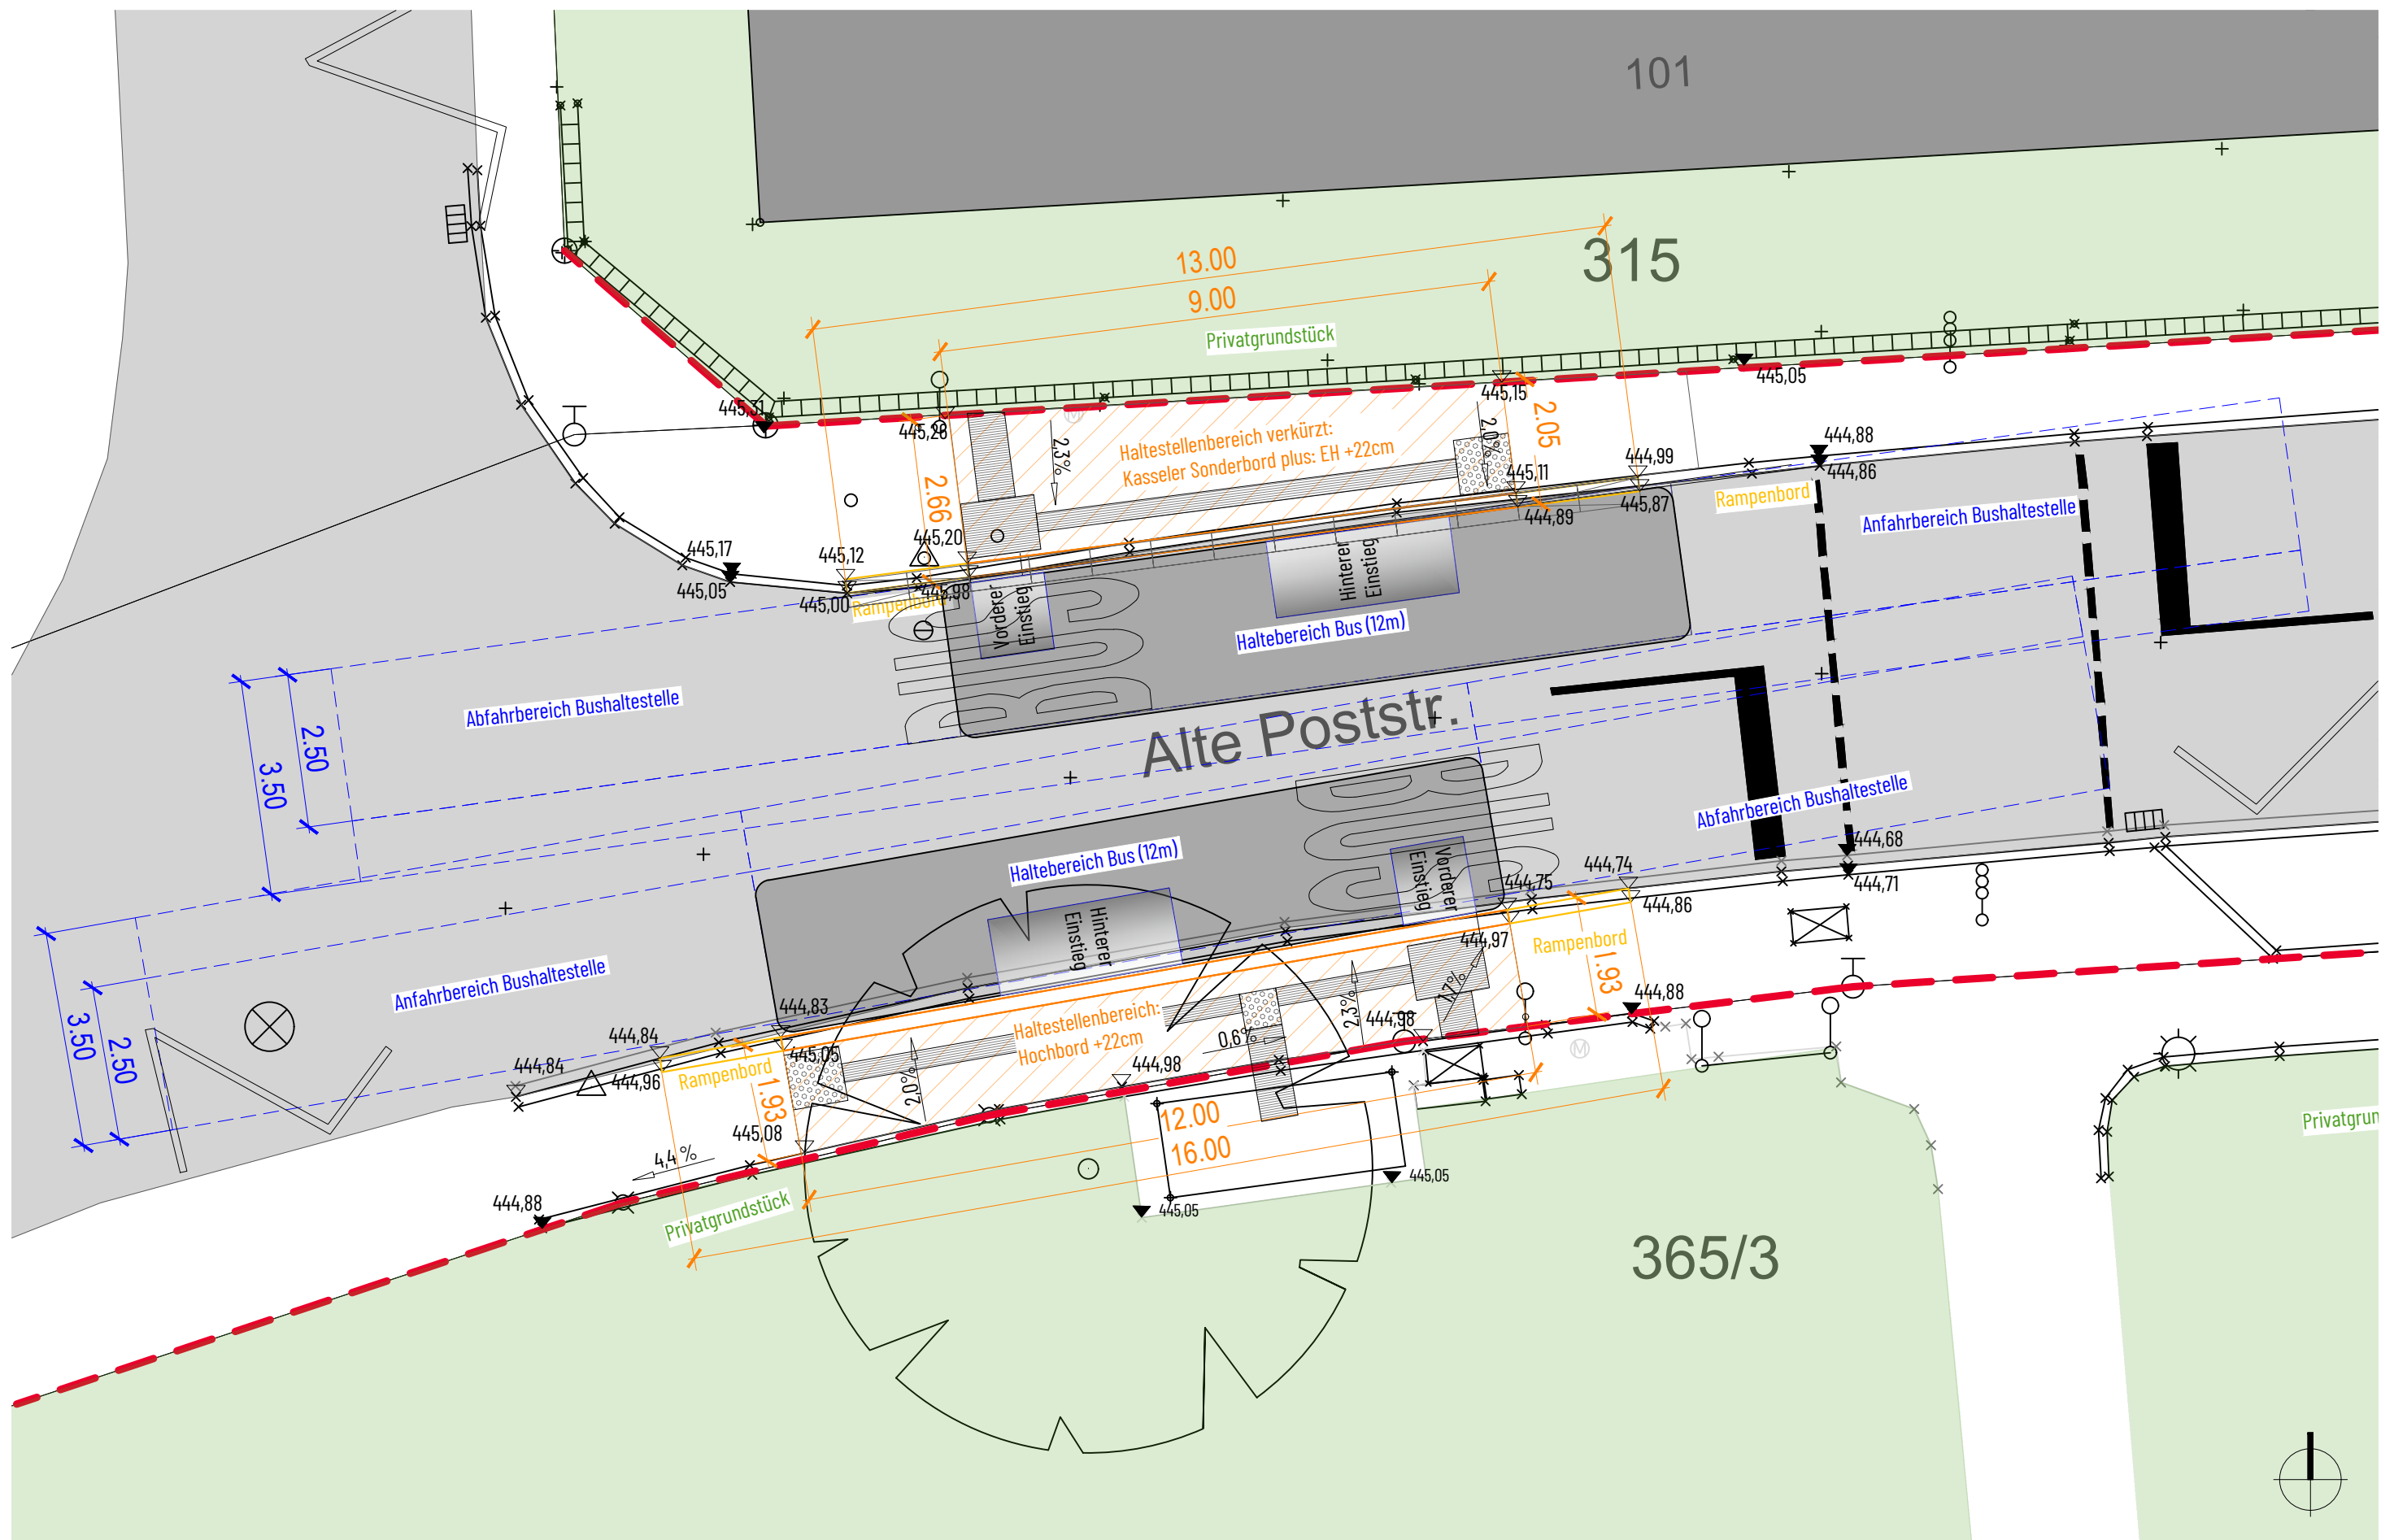 101
315
13.00
9.00
Privatgrundstück
445,05
445,15
445,31
445,26
2,3%
Haltestellenbereich verkürzt:
Kasseler Sonderbord plus: EH +22cm
2,0%
2.05
444,88
444,86
444,99
445,11
445,87
444,89
Rampenbord
Anfahrbereich Bushaltestelle
2.66
445,20
445,12
445,17
445,05
445,00
445,98
Rampenbord
Vorderer
Einstieg
Hinterer
Einstieg
BUS
Haltebereich Bus (12m)
Abfahrbereich Bushaltestelle
2.50
3.50
Alte Poststr.
BUS
Abfahrbereich Bushaltestelle
Haltebereich Bus (12m)
Vorderer
Einstieg
Hinterer
Einstieg
444,68
444,71
444,74
444,75
444,86
444,97
Rampenbord
1.93
444,88
1,7%
2,3%
444,98
0,6%
Anfahrbereich Bushaltestelle
3.50
2.50
444,83
444,84
444,84
444,96
445,05
Rampenbord
1.93
Haltestellenbereich:
Hochbord +22cm
2,0%
444,98
M
M
12.00
16.00
445,08
4,4 %
444,88
Privatgrundstück
445,05
445,05
365/3
Privatgrun